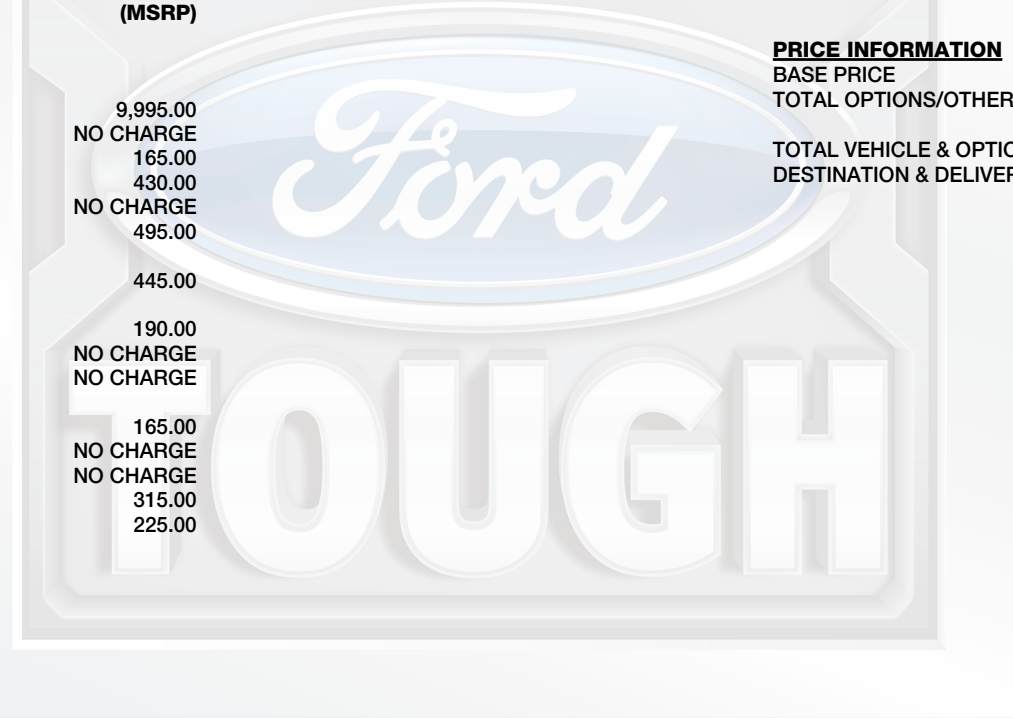 (MSRP)
9,995.00
NO CHARGE
165.00
430.00
NO CHARGE
495.00
445.00
190.00
NO CHARGE
NO CHARGE
165.00
NO CHARGE
NO CHARGE
315.00
225.00
PRICE INFORMATION
BASE PRICE
TOTAL OPTIONS/OTHER
TOTAL VEHICLE & OPTIO
DESTINATION & DELIVER
Ford
TOUGH